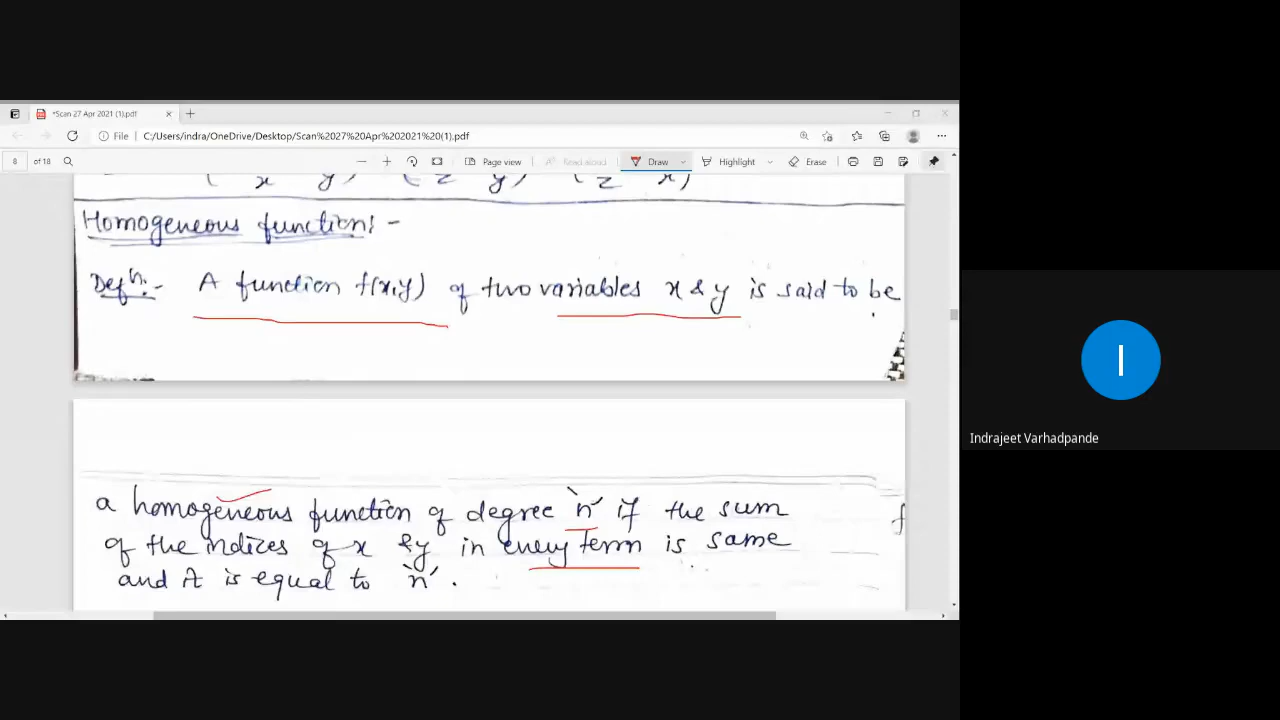 *Scan 27 Apr 2021 (1).pdf
File
C:/Users/indra/OneDrive/Desktop/Scan%2027%20Apr%202021%20(1).pdf
8 of 18
Page view
Read aloud
Draw
Highlight
Erase
x y) (z y) (z x)
Homogeneous function:-
Defn:- A function f(x,y) of two variables x & y is said to be
a homogeneous function of degree 'n' if the sum
of the indices of x & y in every term is same
and it is equal to 'n'.
f
I
Indrajeet Varhadpande